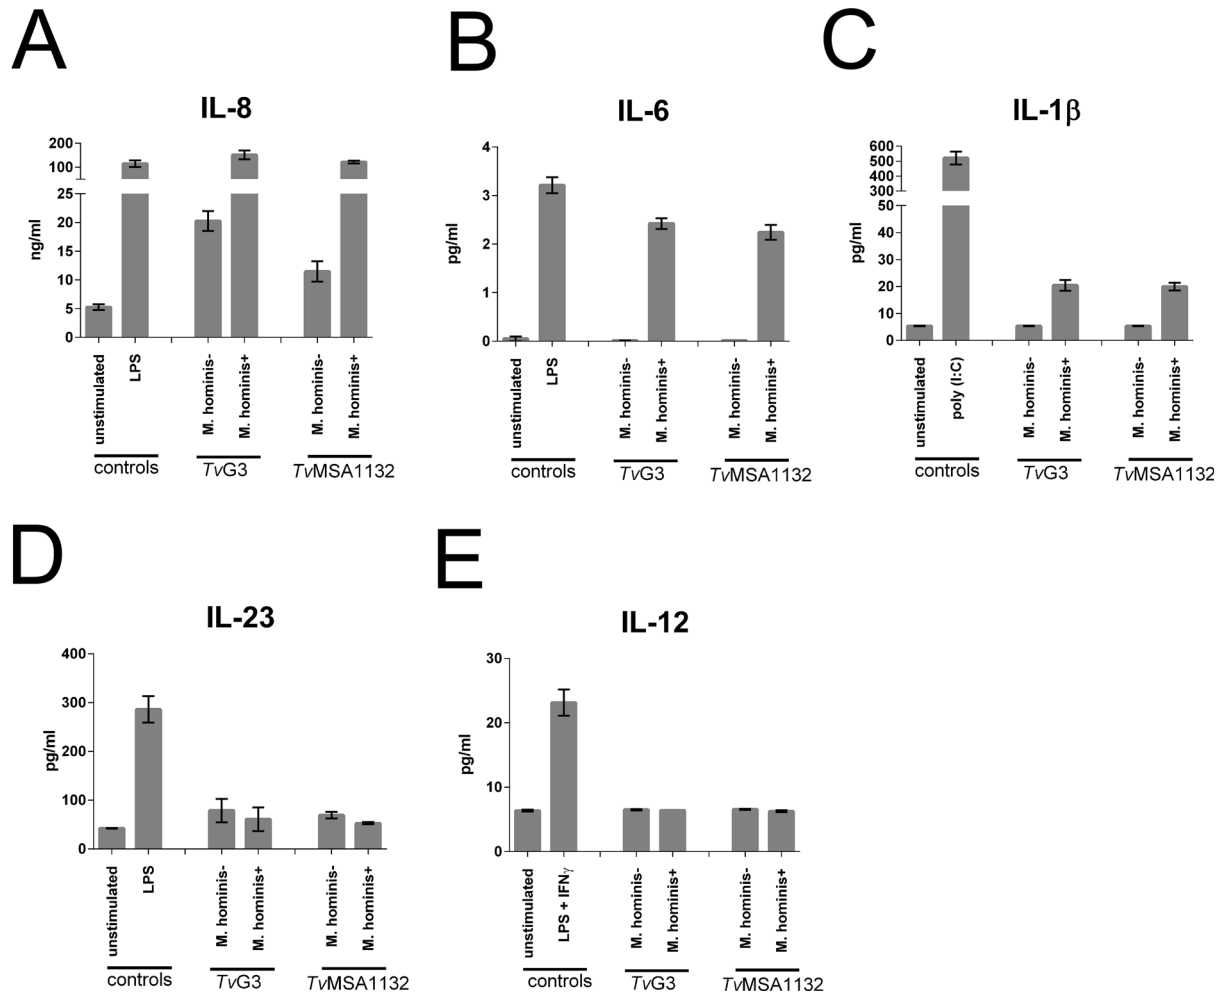 A
IL-8
ng/ml
200
100
25
20
15
10
5
0
unstimulated
LPS
M. hominis-
M. hominis+
M. hominis-
M. hominis+
controls
TvG3
TvMSA1132
B
IL-6
pg/ml
4
3
2
1
0
unstimulated
LPS
M. hominis-
M. hominis+
M. hominis-
M. hominis+
controls
TvG3
TvMSA1132
C
IL-1β
pg/ml
600
500
400
300
50
40
30
20
10
0
unstimulated
poly (I:C)
M. hominis-
M. hominis+
M. hominis-
M. hominis+
controls
TvG3
TvMSA1132
D
IL-23
pg/ml
400
300
200
100
0
unstimulated
LPS
M. hominis-
M. hominis+
M. hominis-
M. hominis+
controls
TvG3
TvMSA1132
E
IL-12
pg/ml
30
20
10
0
unstimulated
LPS + IFNγ
M. hominis-
M. hominis+
M. hominis-
M. hominis+
controls
TvG3
TvMSA1132